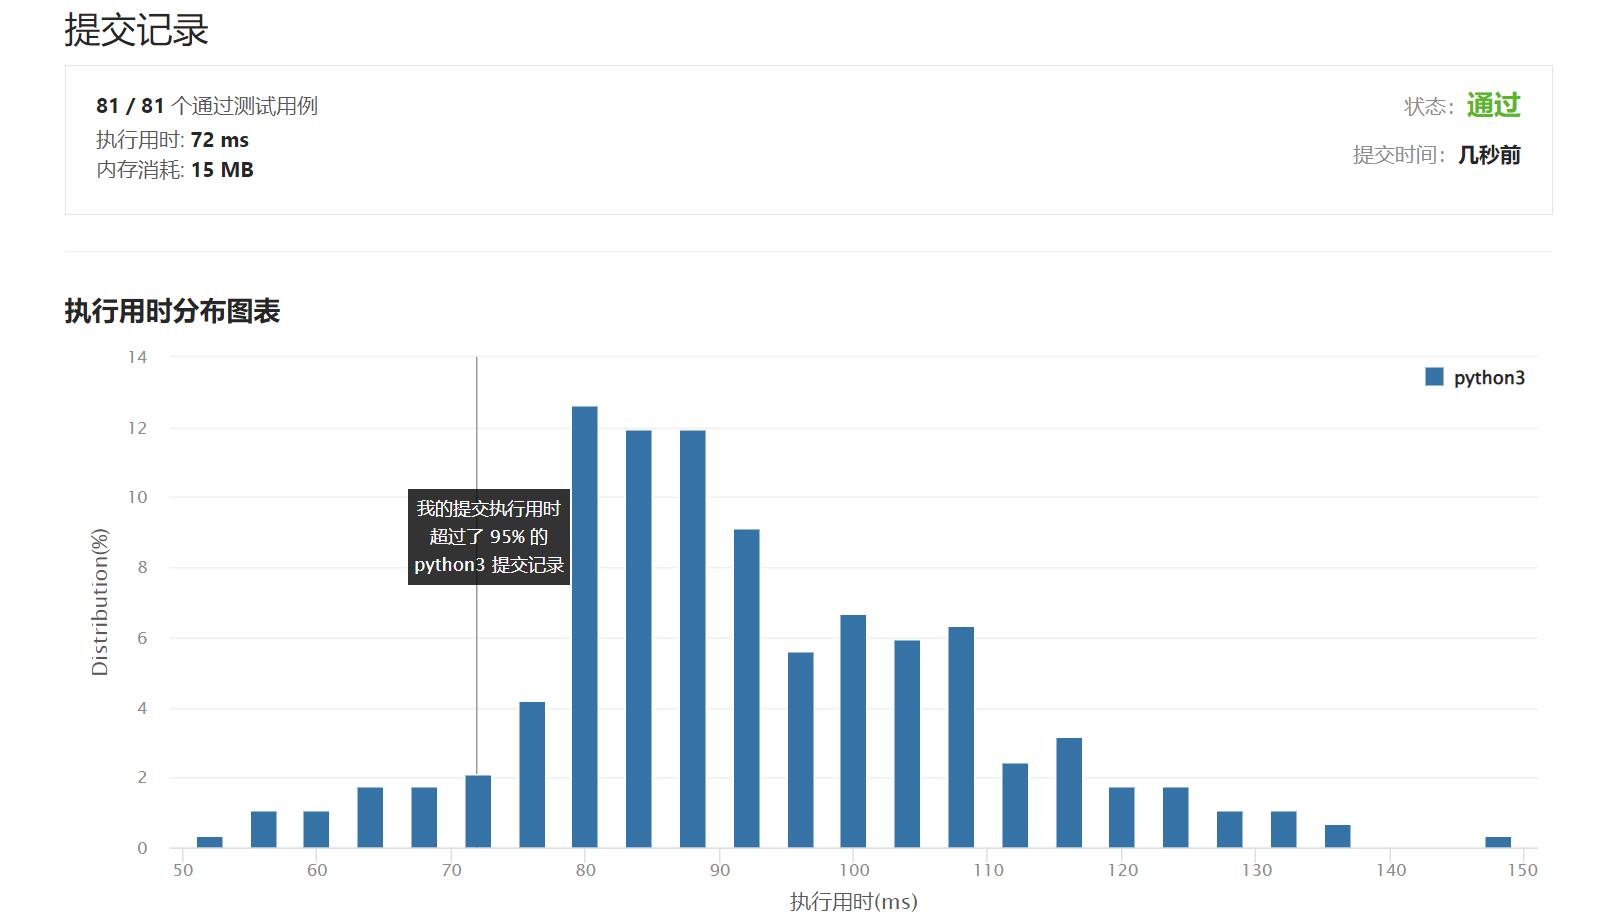 提交记录
81 / 81 个通过测试用例
状态：通过
执行用时: 72 ms
提交时间：几秒前
内存消耗: 15 MB
执行用时分布图表
14
python3
12
10
我的提交执行用时
超过了 95% 的
python3 提交记录
8
Distribution(%)
6
4
2
0
50 60 70 80 90 100 110 120 130 140 150
执行用时(ms)